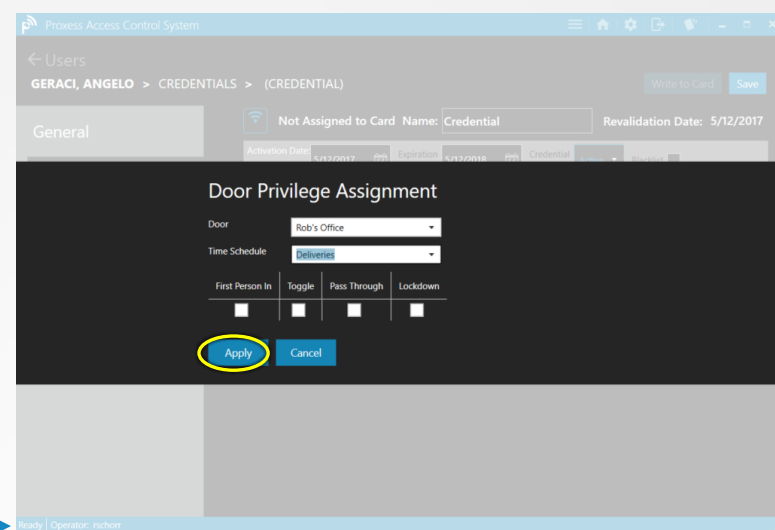 Proxess Access Control System
Users
GERACI, ANGELO > CREDENTIALS > (CREDENTIAL)
Write to Card Save
General
Not Assigned to Card Name: Credential Revalidation Date: 5/12/2017
Activation Date: 5/12/2017 Expiration 5/12/2018 Credential Active Blacklist
Door Privilege Assignment
Door Rob's Office
Time Schedule Deliveries
First Person In Toggle Pass Through Lockdown
Apply Cancel
Ready Operator: rschorr